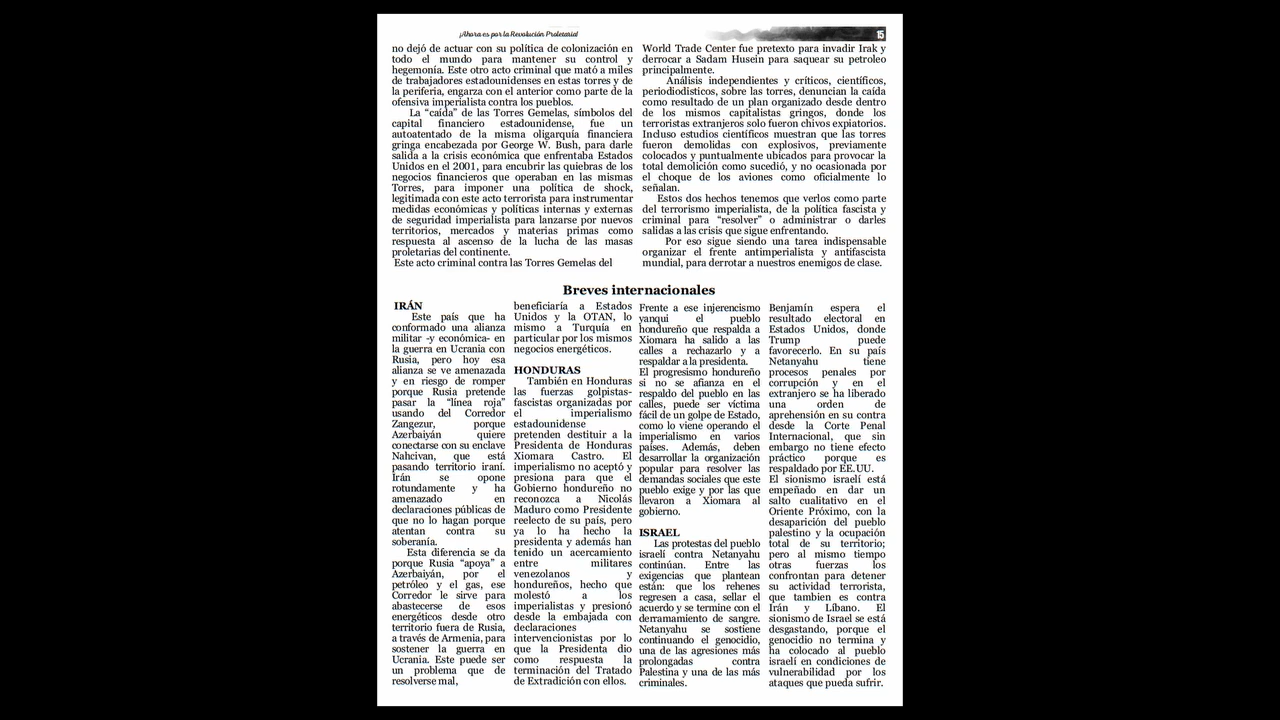 ¡Ahora es por la Revolución Proletaria!
15
no dejó de actuar con su política de colonización en
todo el mundo para mantener su control y
hegemonía. Este otro acto criminal que mató a miles
de trabajadores estadounidenses en estas torres y de
la periferia, engarza con el anterior como parte de la
ofensiva imperialista contra los pueblos.
La “caída” de las Torres Gemelas, símbolos del
capital financiero estadounidense, fue un
autoatentado de la misma oligarquía financiera
gringa encabezada por George W. Bush, para darle
salida a la crisis económica que enfrentaba Estados
Unidos en el 2001, para encubrir las quiebras de los
negocios financieros que operaban en las mismas
Torres, para imponer una política de shock,
legitimada con este acto terrorista para instrumentar
medidas económicas y políticas internas y externas
de seguridad imperialista para lanzarse por nuevos
territorios, mercados y materias primas como
respuesta al ascenso de la lucha de las masas
proletarias del continente.
Este acto criminal contra las Torres Gemelas del
World Trade Center fue pretexto para invadir Irak y
derrocar a Sadam Husein para saquear su petroleo
principalmente.
Análisis independientes y críticos, científicos,
periodiodísticos, sobre las torres, denuncian la caída
como resultado de un plan organizado desde dentro
de los mismos capitalistas gringos, donde los
terroristas extranjeros solo fueron chivos expiatorios.
Incluso estudios científicos muestran que las torres
fueron demolidas con explosivos, previamente
colocados y puntualmente ubicados para provocar la
total demolición como sucedió, y no ocasionada por
el choque de los aviones como oficialmente lo
señalan.
Estos dos hechos tenemos que verlos como parte
del terrorismo imperialista, de la política fascista y
criminal para “resolver” o administrar o darles
salidas a las crisis que sigue enfrentando.
Por eso sigue siendo una tarea indispensable
organizar el frente antimperialista y antifascista
mundial, para derrotar a nuestros enemigos de clase.
Breves internacionales
IRÁN
Este país que ha
conformado una alianza
militar -y económica- en
la guerra en Ucrania con
Rusia, pero hoy esa
alianza se ve amenazada
y en riesgo de romper
porque Rusia pretende
pasar la “línea roja”
usando del Corredor
Zangezur, porque
Azerbaiyán quiere
conectarse con su enclave
Nahcivan, que está
pasando territorio iraní.
Irán se opone
rotundamente y ha
amenazado en
declaraciones públicas de
que no lo hagan porque
atentan contra su
soberanía.
Esta diferencia se da
porque Rusia “apoya” a
Azerbaiyán, por el
petróleo y el gas, ese
Corredor le sirve para
abastecerse de esos
energéticos desde otro
territorio fuera de Rusia,
a través de Armenia, para
sostener la guerra en
Ucrania. Este puede ser
un problema que de
resolverse mal,
beneficiaría a Estados
Unidos y la OTAN, lo
mismo a Turquía en
particular por los mismos
negocios energéticos.
HONDURAS
También en Honduras
las fuerzas golpistas-
fascistas organizadas por
el imperialismo
estadounidense
pretenden destituir a la
Presidenta de Honduras
Xiomara Castro. El
imperialismo no aceptó y
presiona para que el
Gobierno hondureño no
reconozca a Nicolás
Maduro como Presidente
reelecto de su país, pero
ya lo ha hecho la
presidenta y además han
tenido un acercamiento
entre militares
venezolanos y
hondureños, hecho que
molestó a los
imperialistas y presionó
desde la embajada con
declaraciones
intervencionistas por lo
que la Presidenta dio
como respuesta la
terminación del Tratado
de Extradición con ellos.
Frente a ese injerencismo
yanqui el pueblo
hondureño que respalda a
Xiomara ha salido a las
calles a rechazarlo y a
respaldar a la presidenta.
El progresismo hondureño
si no se afianza en el
respaldo del pueblo en las
calles, puede ser víctima
fácil de un golpe de Estado,
como lo viene operando el
imperialismo en varios
países. Además, deben
desarrollar la organización
popular para resolver las
demandas sociales que este
pueblo exige y por las que
llevaron a Xiomara al
gobierno.
ISRAEL
Las protestas del pueblo
israelí contra Netanyahu
continúan. Entre las
exigencias que plantean
están: que los rehenes
regresen a casa, sellar el
acuerdo y se termine con el
derramamiento de sangre.
Netanyahu se sostiene
continuando el genocidio,
una de las agresiones más
prolongadas contra
Palestina y una de las más
criminales.
Benjamín espera el
resultado electoral en
Estados Unidos, donde
Trump puede
favorecerlo. En su país
Netanyahu tiene
procesos penales por
corrupción y en el
extranjero se ha liberado
una orden de
aprehensión en su contra
desde la Corte Penal
Internacional, que sin
embargo no tiene efecto
práctico porque es
respaldado por EE.UU.
El sionismo israelí está
empeñado en dar un
salto cualitativo en el
Oriente Próximo, con la
desaparición del pueblo
palestino y la ocupación
total de su territorio;
pero al mismo tiempo
otras fuerzas los
confrontan para detener
su actividad terrorista,
que tambien es contra
Irán y Líbano. El
sionismo de Israel se está
desgastando, porque el
genocidio no termina y
ha colocado al pueblo
israelí en condiciones de
vulnerabilidad por los
ataques que pueda sufrir.